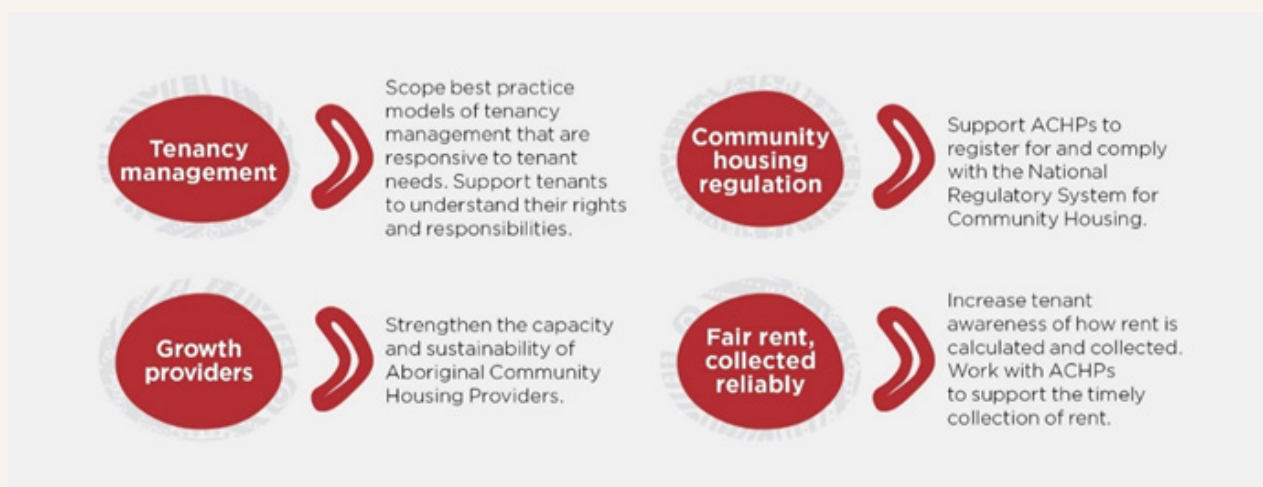 Tenancy
management
Scope best practice
models of tenancy
management that are
responsive to tenant
needs. Support tenants
to understand their rights
and responsibilities.
Community
housing
regulation
Support ACHPs to
register for and comply
with the National
Regulatory System for
Community Housing.
Growth
providers
Strengthen the capacity
and sustainability of
Aboriginal Community
Housing Providers.
Fair rent,
collected
reliably
Increase tenant
awareness of how rent is
calculated and collected.
Work with ACHPs
to support the timely
collection of rent.